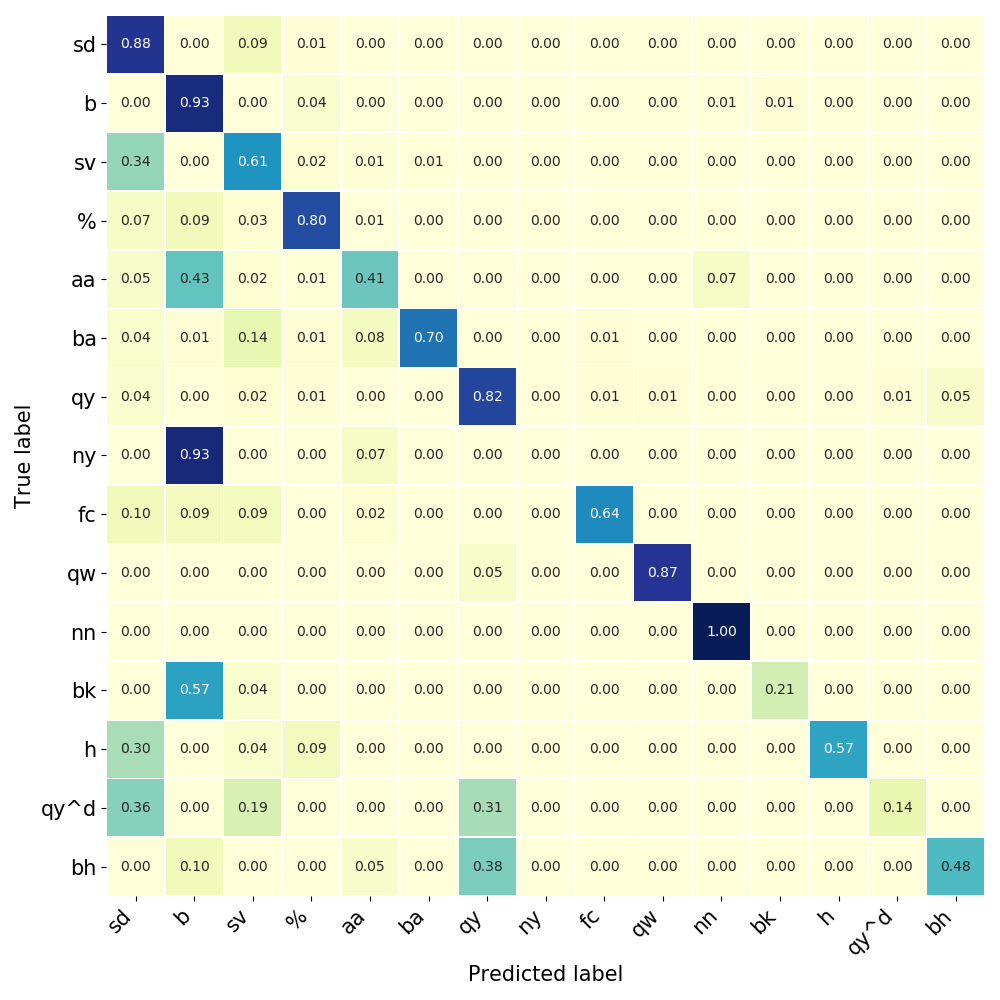 sd 0.88 0.00 0.09 0.01 0.00 0.00 0.00 0.00 0.00 0.00 0.00 0.00 0.00 0.00 0.00
b 0.00 0.93 0.00 0.04 0.00 0.00 0.00 0.00 0.00 0.00 0.01 0.01 0.00 0.00 0.00
sv 0.34 0.00 0.61 0.02 0.01 0.01 0.00 0.00 0.00 0.00 0.00 0.00 0.00 0.00 0.00
% 0.07 0.09 0.03 0.80 0.01 0.00 0.00 0.00 0.00 0.00 0.00 0.00 0.00 0.00 0.00
aa 0.05 0.43 0.02 0.01 0.41 0.00 0.00 0.00 0.00 0.00 0.07 0.00 0.00 0.00 0.00
ba 0.04 0.01 0.14 0.01 0.08 0.70 0.00 0.00 0.01 0.00 0.00 0.00 0.00 0.00 0.00
qy 0.04 0.00 0.02 0.01 0.00 0.00 0.82 0.00 0.01 0.01 0.00 0.00 0.00 0.01 0.05
ny 0.00 0.93 0.00 0.00 0.07 0.00 0.00 0.00 0.00 0.00 0.00 0.00 0.00 0.00 0.00
fc 0.10 0.09 0.09 0.00 0.02 0.00 0.00 0.00 0.64 0.00 0.00 0.00 0.00 0.00 0.00
qw 0.00 0.00 0.00 0.00 0.00 0.00 0.05 0.00 0.00 0.87 0.00 0.00 0.00 0.00 0.00
nn 0.00 0.00 0.00 0.00 0.00 0.00 0.00 0.00 0.00 0.00 1.00 0.00 0.00 0.00 0.00
bk 0.00 0.57 0.04 0.00 0.00 0.00 0.00 0.00 0.00 0.00 0.00 0.21 0.00 0.00 0.00
h 0.30 0.00 0.04 0.09 0.00 0.00 0.00 0.00 0.00 0.00 0.00 0.00 0.57 0.00 0.00
qy^d 0.36 0.00 0.19 0.00 0.00 0.00 0.31 0.00 0.00 0.00 0.00 0.00 0.00 0.14 0.00
bh 0.00 0.10 0.00 0.00 0.05 0.00 0.38 0.00 0.00 0.00 0.00 0.00 0.00 0.00 0.48
sd b sv % aa ba qy ny fc qw nn bk h qy^d bh
Predicted label
True label